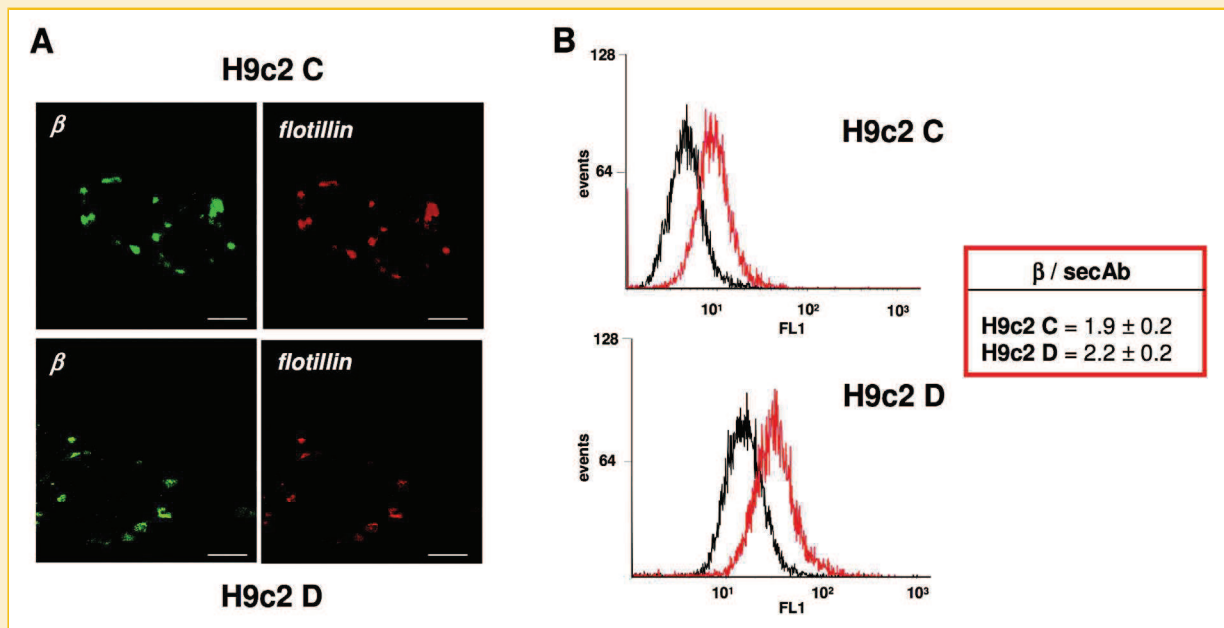 A
H9c2 C
β
flotillin
β
flotillin
H9c2 D
B
128
64
events
H9c2 C
10¹
10²
10³
FL1
128
64
events
H9c2 D
10¹
10²
10³
FL1
β / secAb
H9c2 C = 1.9 ± 0.2
H9c2 D = 2.2 ± 0.2